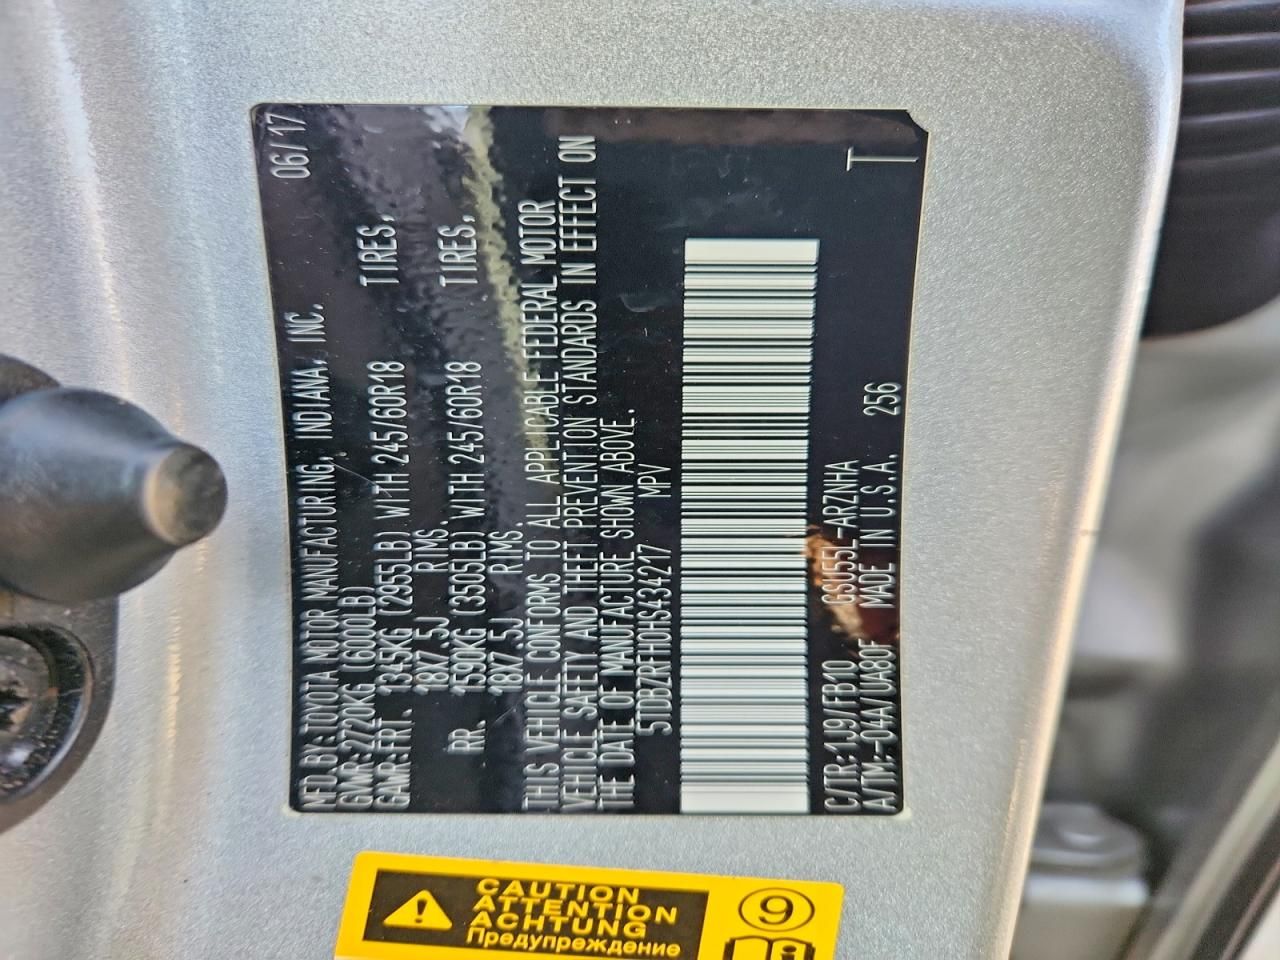 MFD.BY:TOYOTA MOTOR MANUFACTURING, INDIANA, INC. 06/17
GVWR:2720KG (6000LB)
GAWR:FRT. 1345KG (2955LB) WITH 245/60R18 TIRES,
18X7.5J RIMS.
RR. 1590KG (3505LB) WITH 245/60R18 TIRES,
18X7.5J RIMS.
THIS VEHICLE CONFORMS TO ALL APPLICABLE FEDERAL MOTOR
VEHICLE SAFETY AND THEFT PREVENTION STANDARDS IN EFFECT ON
THE DATE OF MANUFACTURE SHOWN ABOVE.
5TDBZRFH0HS434217 MPV
C/TR:1J9/FB10 GSU55L-ARZNHA
A/TM:-04A/UA80F MADE IN U.S.A. 256 T
CAUTION
ATTENTION
ACHTUNG
Предупреждение
9
i